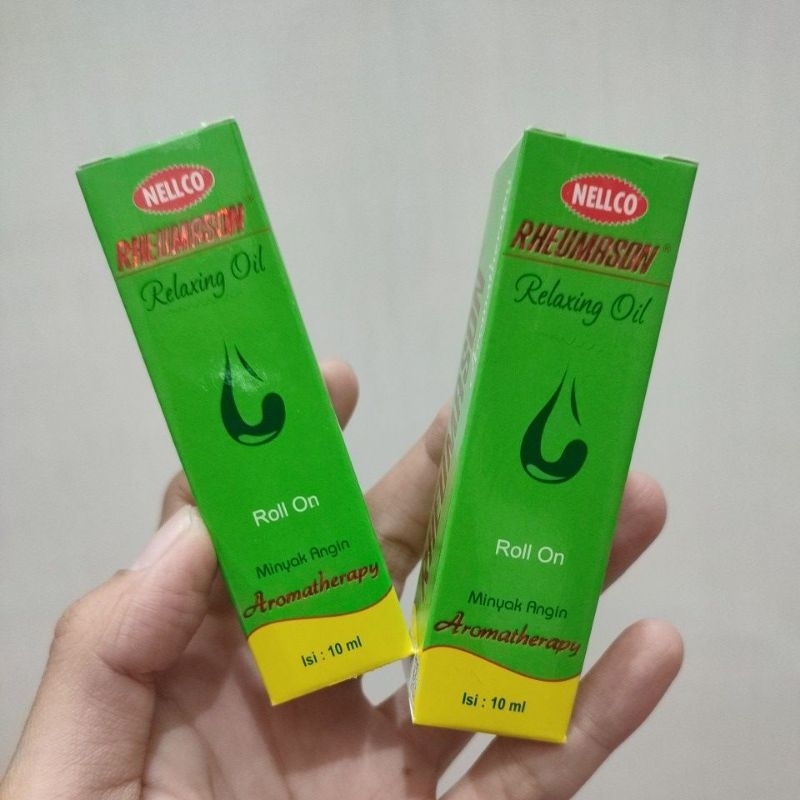 NELLCO
RHEUMASON®
Relaxing Oil
Roll On
Minyak Angin
Aromatherapy
Isi : 10 ml
NELLCO
RHEUMASON®
Relaxing Oil
Roll On
Minyak Angin
Aromatherapy
Isi : 10 ml
RHEUMASON